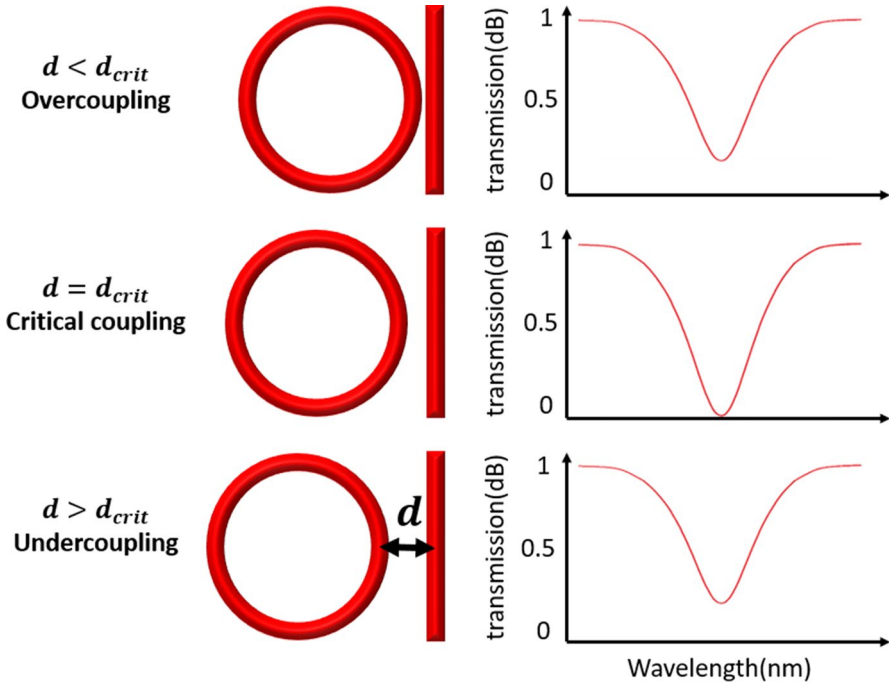 d < d_crit
Overcoupling
transmission(dB)
1
0.5
0
d = d_crit
Critical coupling
transmission(dB)
1
0.5
0
d > d_crit
Undercoupling
d
transmission(dB)
1
0.5
0
Wavelength(nm)